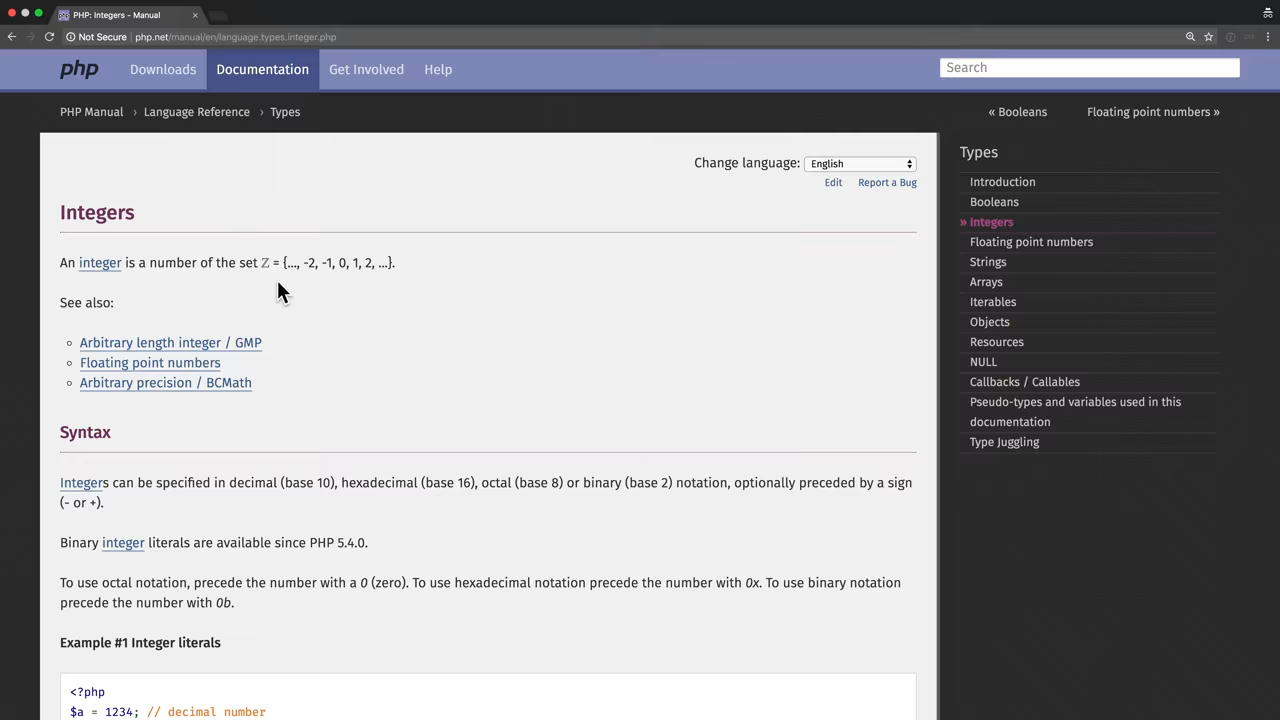 PHP: Integers - Manual
Not Secure | php.net/manual/en/language.types.integer.php
php Downloads Documentation Get Involved Help Search
PHP Manual › Language Reference › Types « Booleans Floating point numbers »
Change language: English
Edit Report a Bug
Integers
An integer is a number of the set ℤ = {..., -2, -1, 0, 1, 2, ...}.
See also:
Arbitrary length integer / GMP
Floating point numbers
Arbitrary precision / BCMath
Syntax
Integers can be specified in decimal (base 10), hexadecimal (base 16), octal (base 8) or binary (base 2) notation, optionally preceded by a sign
(- or +).
Binary integer literals are available since PHP 5.4.0.
To use octal notation, precede the number with a 0 (zero). To use hexadecimal notation precede the number with 0x. To use binary notation
precede the number with 0b.
Example #1 Integer literals
<?php
$a = 1234; // decimal number
Types
Introduction
Booleans
» Integers
Floating point numbers
Strings
Arrays
Iterables
Objects
Resources
NULL
Callbacks / Callables
Pseudo-types and variables used in this
documentation
Type Juggling